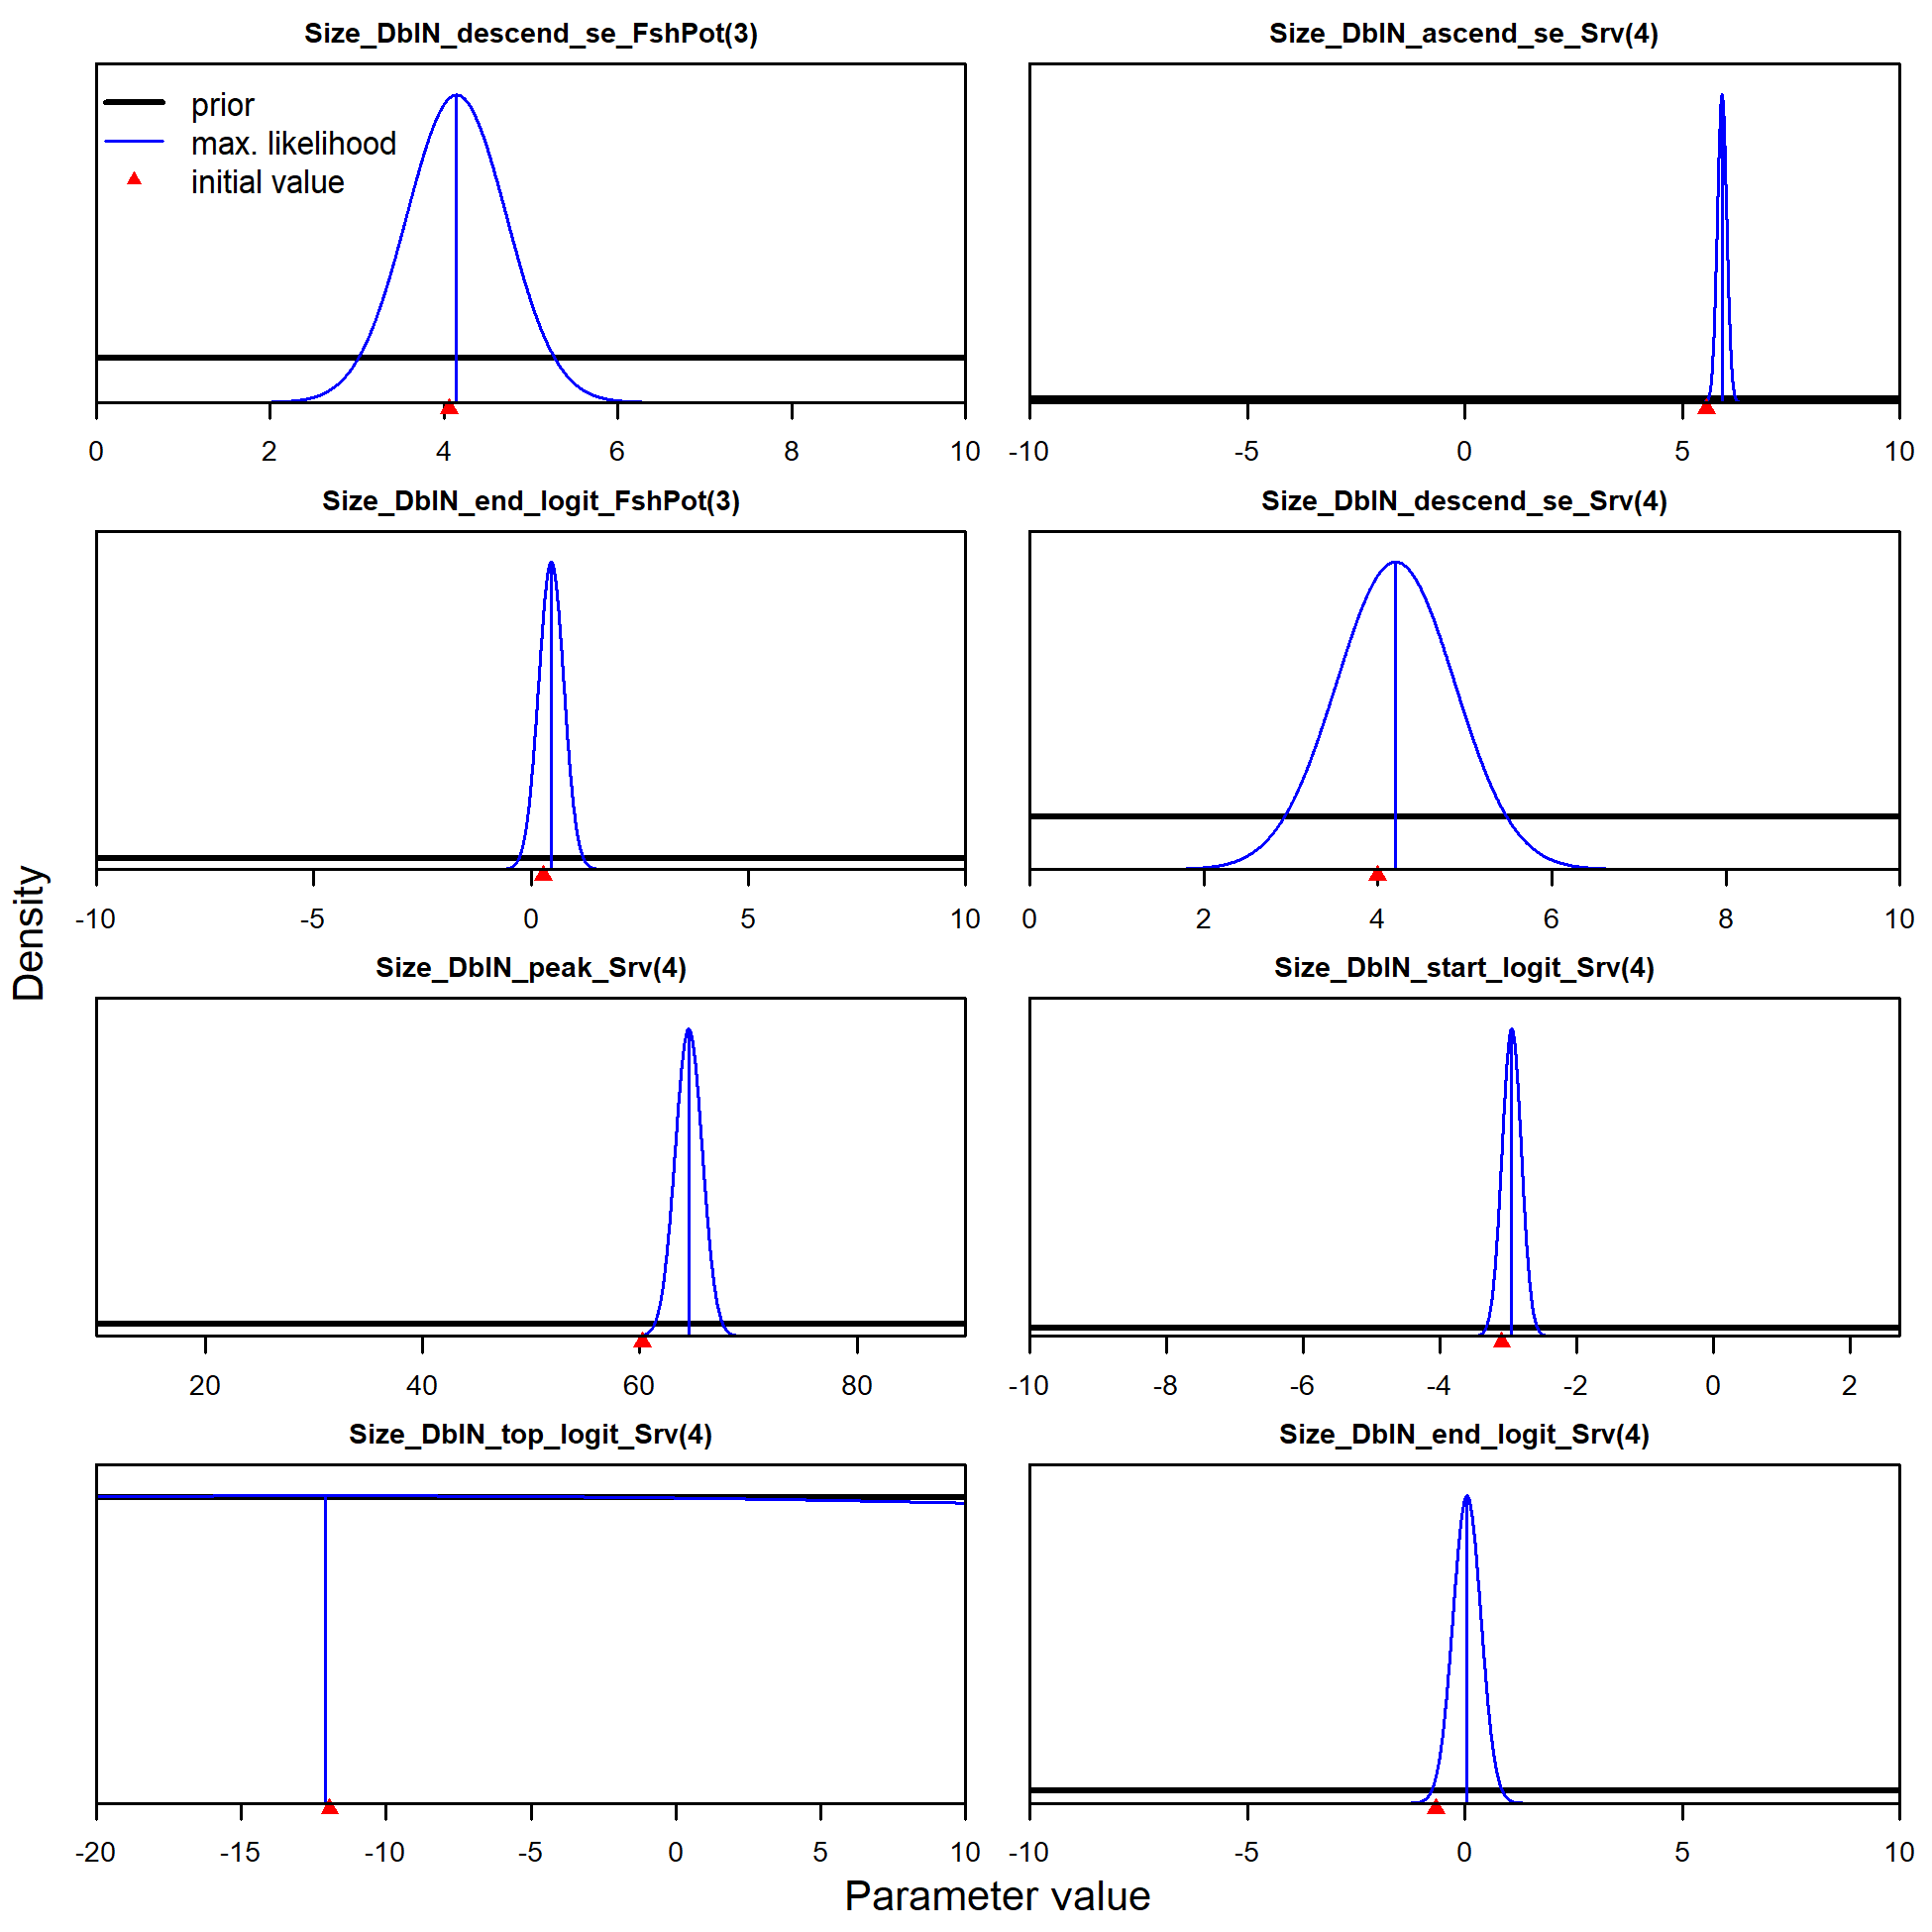 Size_DblN_descend_se_FshPot(3)
prior
max. likelihood
initial value
0 2 4 6 8 10
Size_DblN_ascend_se_Srv(4)
-10 -5 0 5 10
Size_DblN_end_logit_FshPot(3)
-10 -5 0 5 10
Size_DblN_descend_se_Srv(4)
0 2 4 6 8 10
Size_DblN_peak_Srv(4)
20 40 60 80
Size_DblN_start_logit_Srv(4)
-10 -8 -6 -4 -2 0 2
Size_DblN_top_logit_Srv(4)
-20 -15 -10 -5 0 5 10
Size_DblN_end_logit_Srv(4)
-10 -5 0 5 10
Density
Parameter value